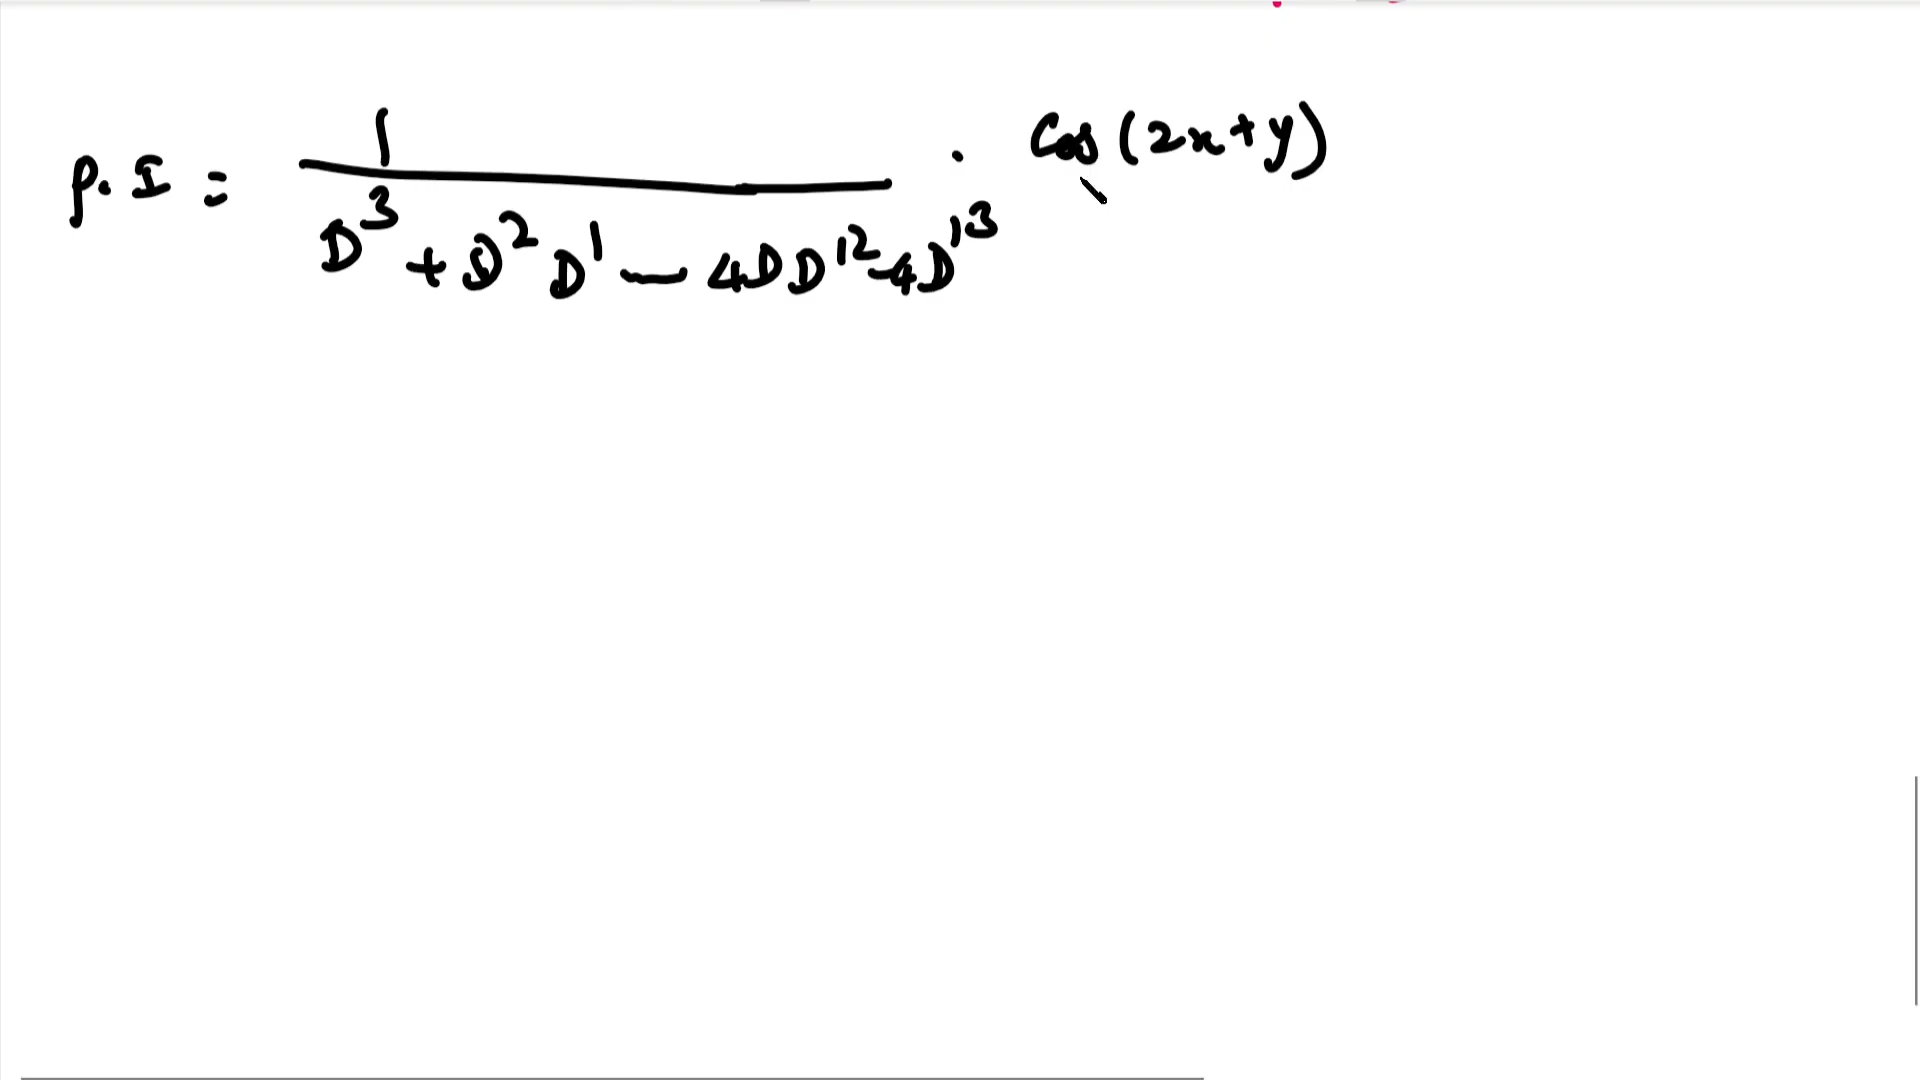 P.I = 1 / (D³ + D²D' − 4DD'² − 4D'³) . Cos(2x+y)